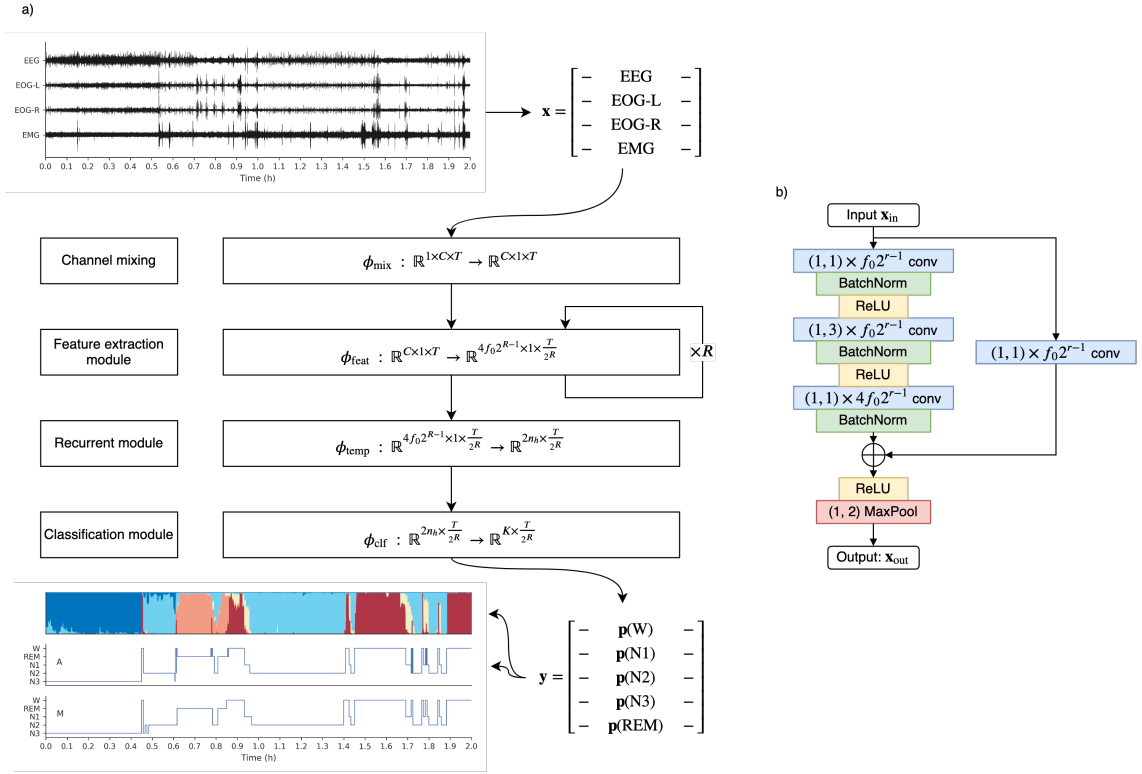 a)
EEG
EOG-L
EOG-R
EMG
0.0 0.1 0.2 0.3 0.4 0.5 0.6 0.7 0.8 0.9 1.0 1.1 1.2 1.3 1.4 1.5 1.6 1.7 1.8 1.9 2.0
Time (h)
x = [ – EEG –
– EOG-L –
– EOG-R –
– EMG – ]
Channel mixing
ϕ_mix : ℝ^{1×C×T} → ℝ^{C×1×T}
Feature extraction module
ϕ_feat : ℝ^{C×1×T} → ℝ^{4f_0 2^{R−1}×1×\frac{T}{2^R}}
×R
Recurrent module
ϕ_temp : ℝ^{4f_0 2^{R−1}×1×\frac{T}{2^R}} → ℝ^{2n_h×\frac{T}{2^R}}
Classification module
ϕ_clf : ℝ^{2n_h×\frac{T}{2^R}} → ℝ^{K×\frac{T}{2^R}}
W
REM
N1
N2
N3
A
W
REM
N1
N2
N3
M
0.0 0.1 0.2 0.3 0.4 0.5 0.6 0.7 0.8 0.9 1.0 1.1 1.2 1.3 1.4 1.5 1.6 1.7 1.8 1.9 2.0
Time (h)
y = [ – p(W) –
– p(N1) –
– p(N2) –
– p(N3) –
– p(REM) – ]
b)
Input x_in
(1, 1) × f_0 2^{r−1} conv
BatchNorm
ReLU
(1, 3) × f_0 2^{r−1} conv
BatchNorm
ReLU
(1, 1) × 4f_0 2^{r−1} conv
BatchNorm
(1, 1) × f_0 2^{r−1} conv
ReLU
(1, 2) MaxPool
Output: x_out